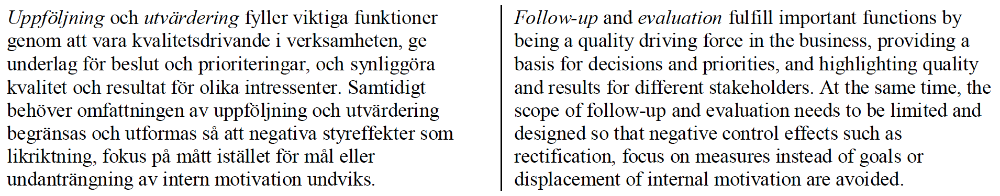 Uppföljning och utvärdering fyller viktiga funktioner
genom att vara kvalitetsdrivande i verksamheten, ge
underlag för beslut och prioriteringar, och synliggöra
kvalitet och resultat för olika intressenter. Samtidigt
behöver omfattningen av uppföljning och utvärdering
begränsas och utformas så att negativa styreffekter som
likriktning, fokus på mått istället för mål eller
undanträngning av intern motivation undviks.
Follow-up and evaluation fulfill important functions by
being a quality driving force in the business, providing a
basis for decisions and priorities, and highlighting quality
and results for different stakeholders. At the same time, the
scope of follow-up and evaluation needs to be limited and
designed so that negative control effects such as
rectification, focus on measures instead of goals or
displacement of internal motivation are avoided.